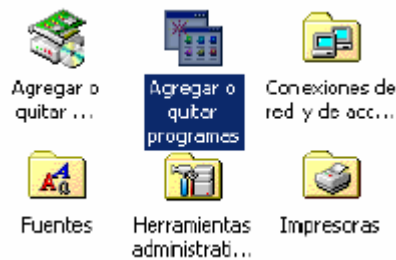 Agregar o
quitar ...
Agregar o
quitar
programas
Conexiones de
red y de acc...
Fuentes
Herramientas
administrati...
Impresoras